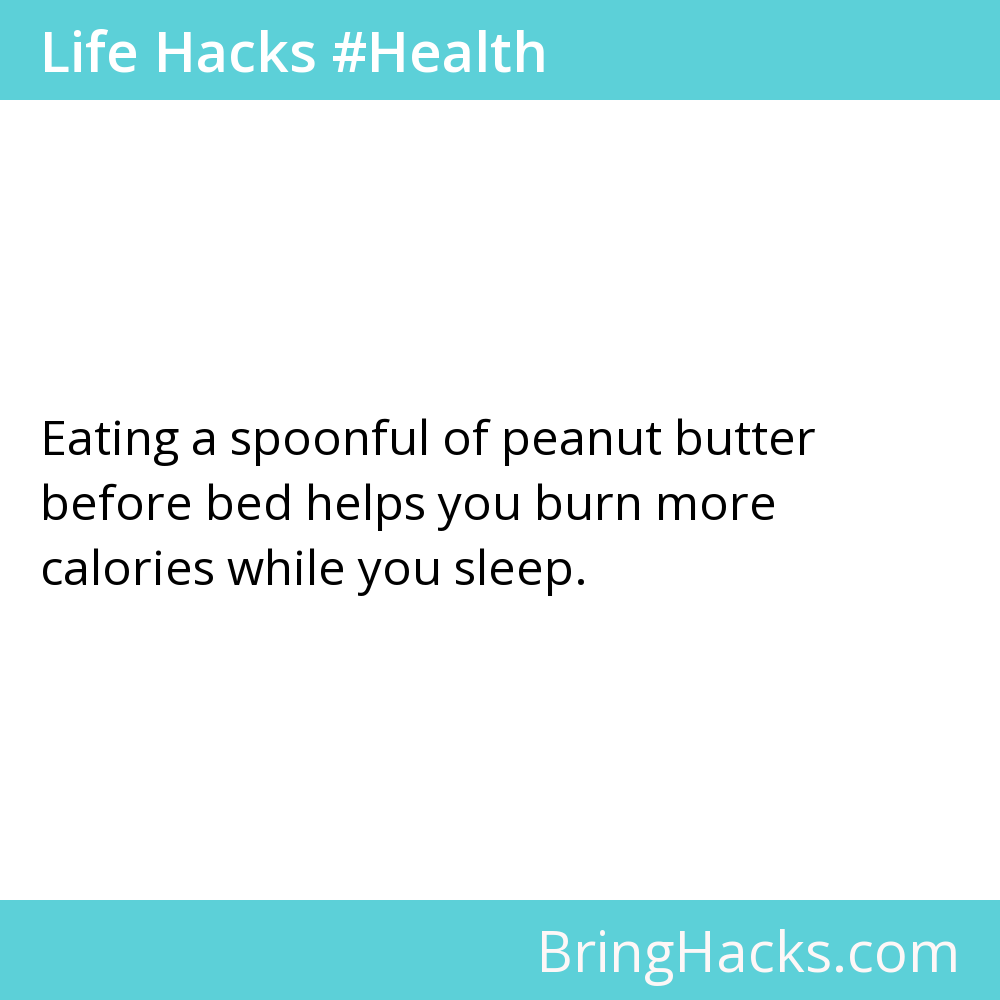 Life Hacks #Health
Eating a spoonful of peanut butter
before bed helps you burn more
calories while you sleep.
BringHacks.com